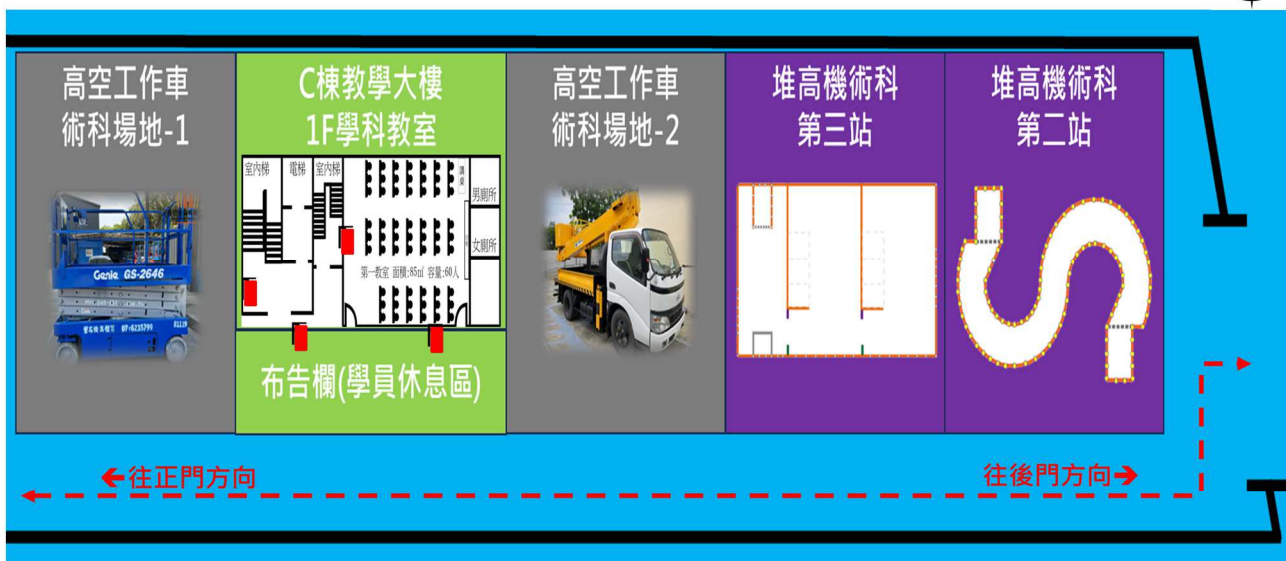 高空工作車
術科場地-1
Genie GS-2646
07:6235799
C棟教學大樓
1F學科教室
室內梯
電梯
室內梯
講桌
男廁所
女廁所
第一教室 面積:85㎡ 容量:60人
布告欄(學員休息區)
高空工作車
術科場地-2
堆高機術科
第三站
堆高機術科
第二站
←往正門方向
往後門方向→